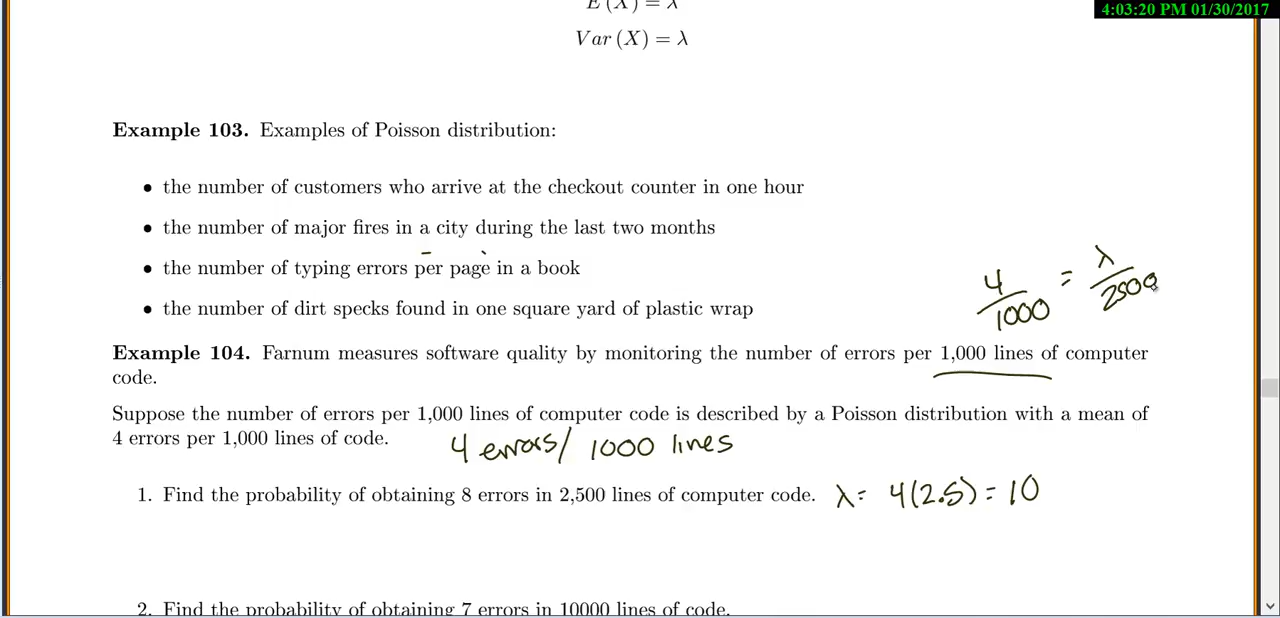 4:03:20 PM 01/30/2017
E (X) = λ
Var (X) = λ
Example 103. Examples of Poisson distribution:
• the number of customers who arrive at the checkout counter in one hour
• the number of major fires in a city during the last two months
• the number of typing errors per page in a book
• the number of dirt specks found in one square yard of plastic wrap
4/1000 = λ/2500
Example 104. Farnum measures software quality by monitoring the number of errors per 1,000 lines of computer
code.
Suppose the number of errors per 1,000 lines of computer code is described by a Poisson distribution with a mean of
4 errors per 1,000 lines of code. 4 errors/ 1000 lines
1. Find the probability of obtaining 8 errors in 2,500 lines of computer code. λ= 4(2.5)= 10
2. Find the probability of obtaining 7 errors in 10000 lines of code.